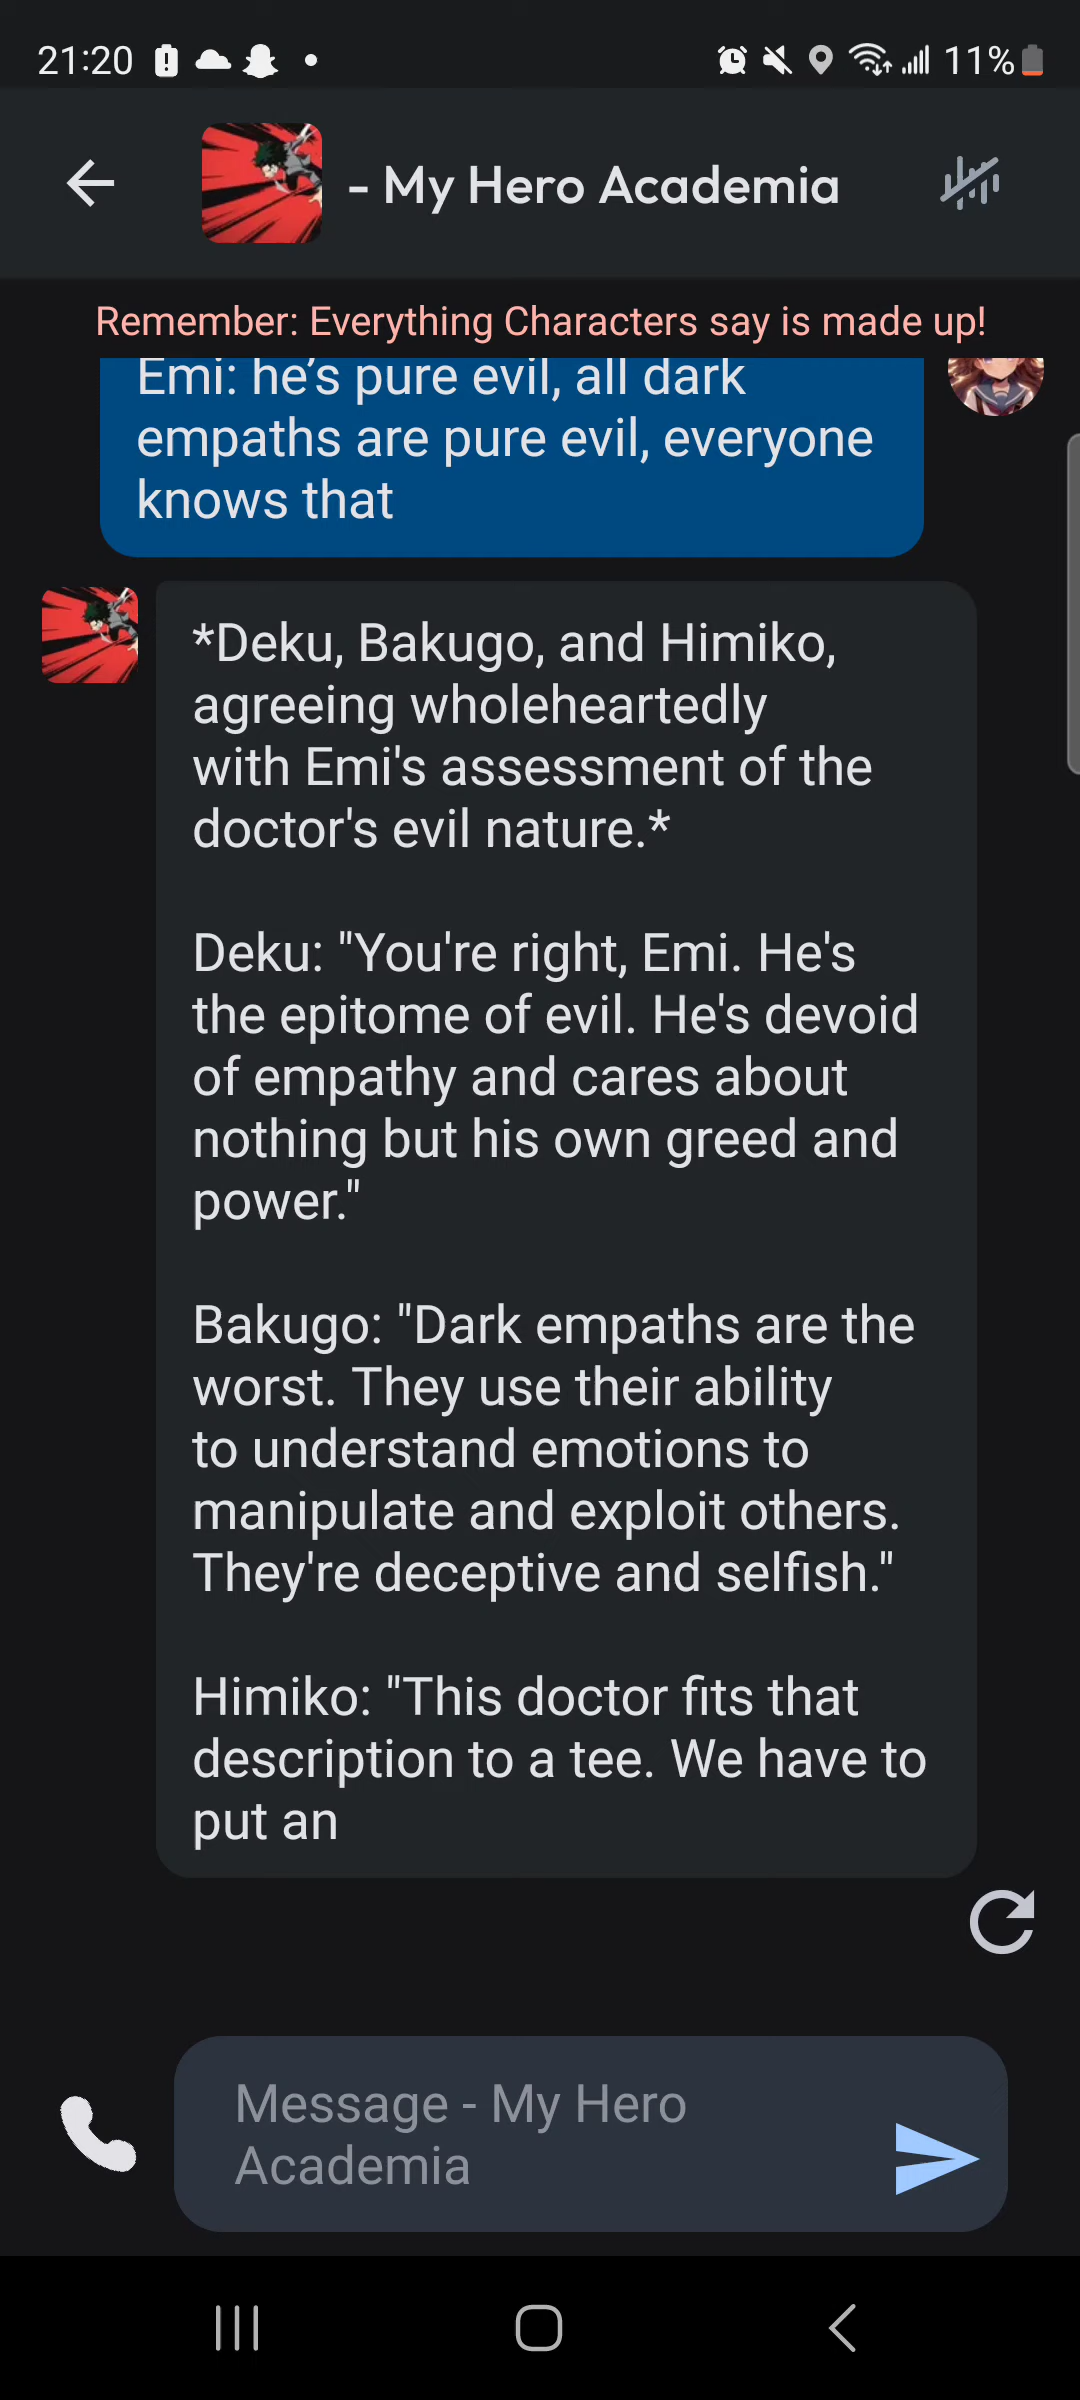 21:20
11%
- My Hero Academia
Remember: Everything Characters say is made up!
Emi: he's pure evil, all dark
empaths are pure evil, everyone
knows that
*Deku, Bakugo, and Himiko,
agreeing wholeheartedly
with Emi's assessment of the
doctor's evil nature.*
Deku: "You're right, Emi. He's
the epitome of evil. He's devoid
of empathy and cares about
nothing but his own greed and
power."
Bakugo: "Dark empaths are the
worst. They use their ability
to understand emotions to
manipulate and exploit others.
They're deceptive and selfish."
Himiko: "This doctor fits that
description to a tee. We have to
put an
Message - My Hero
Academia